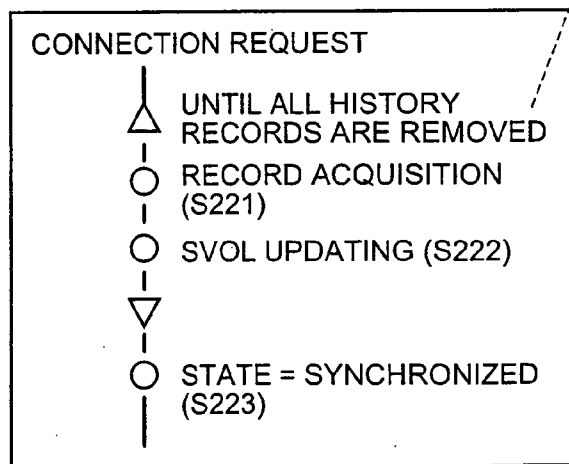 CONNECTION REQUEST
UNTIL ALL HISTORY
RECORDS ARE REMOVED
RECORD ACQUISITION
(S221)
SVOL UPDATING (S222)
STATE = SYNCHRONIZED
(S223)